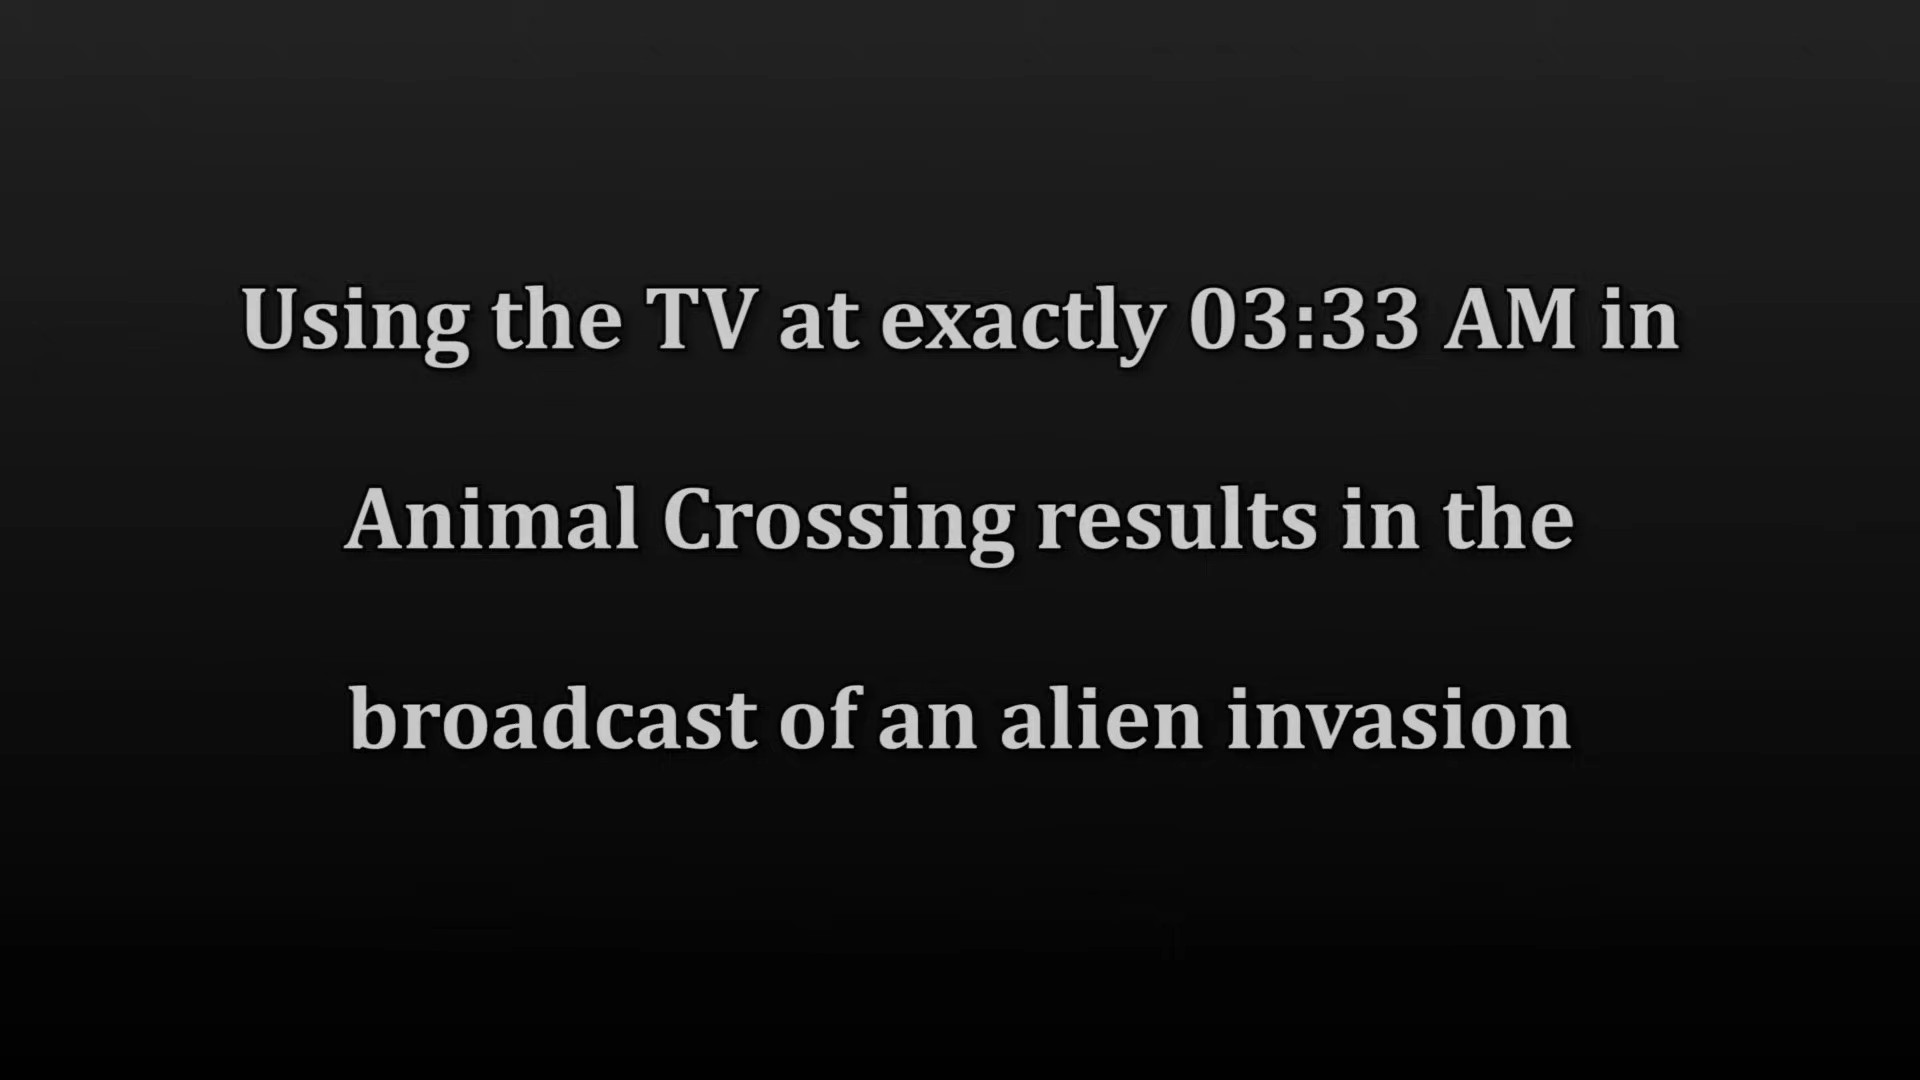 Using the TV at exactly 03:33 AM in
Animal Crossing results in the
broadcast of an alien invasion